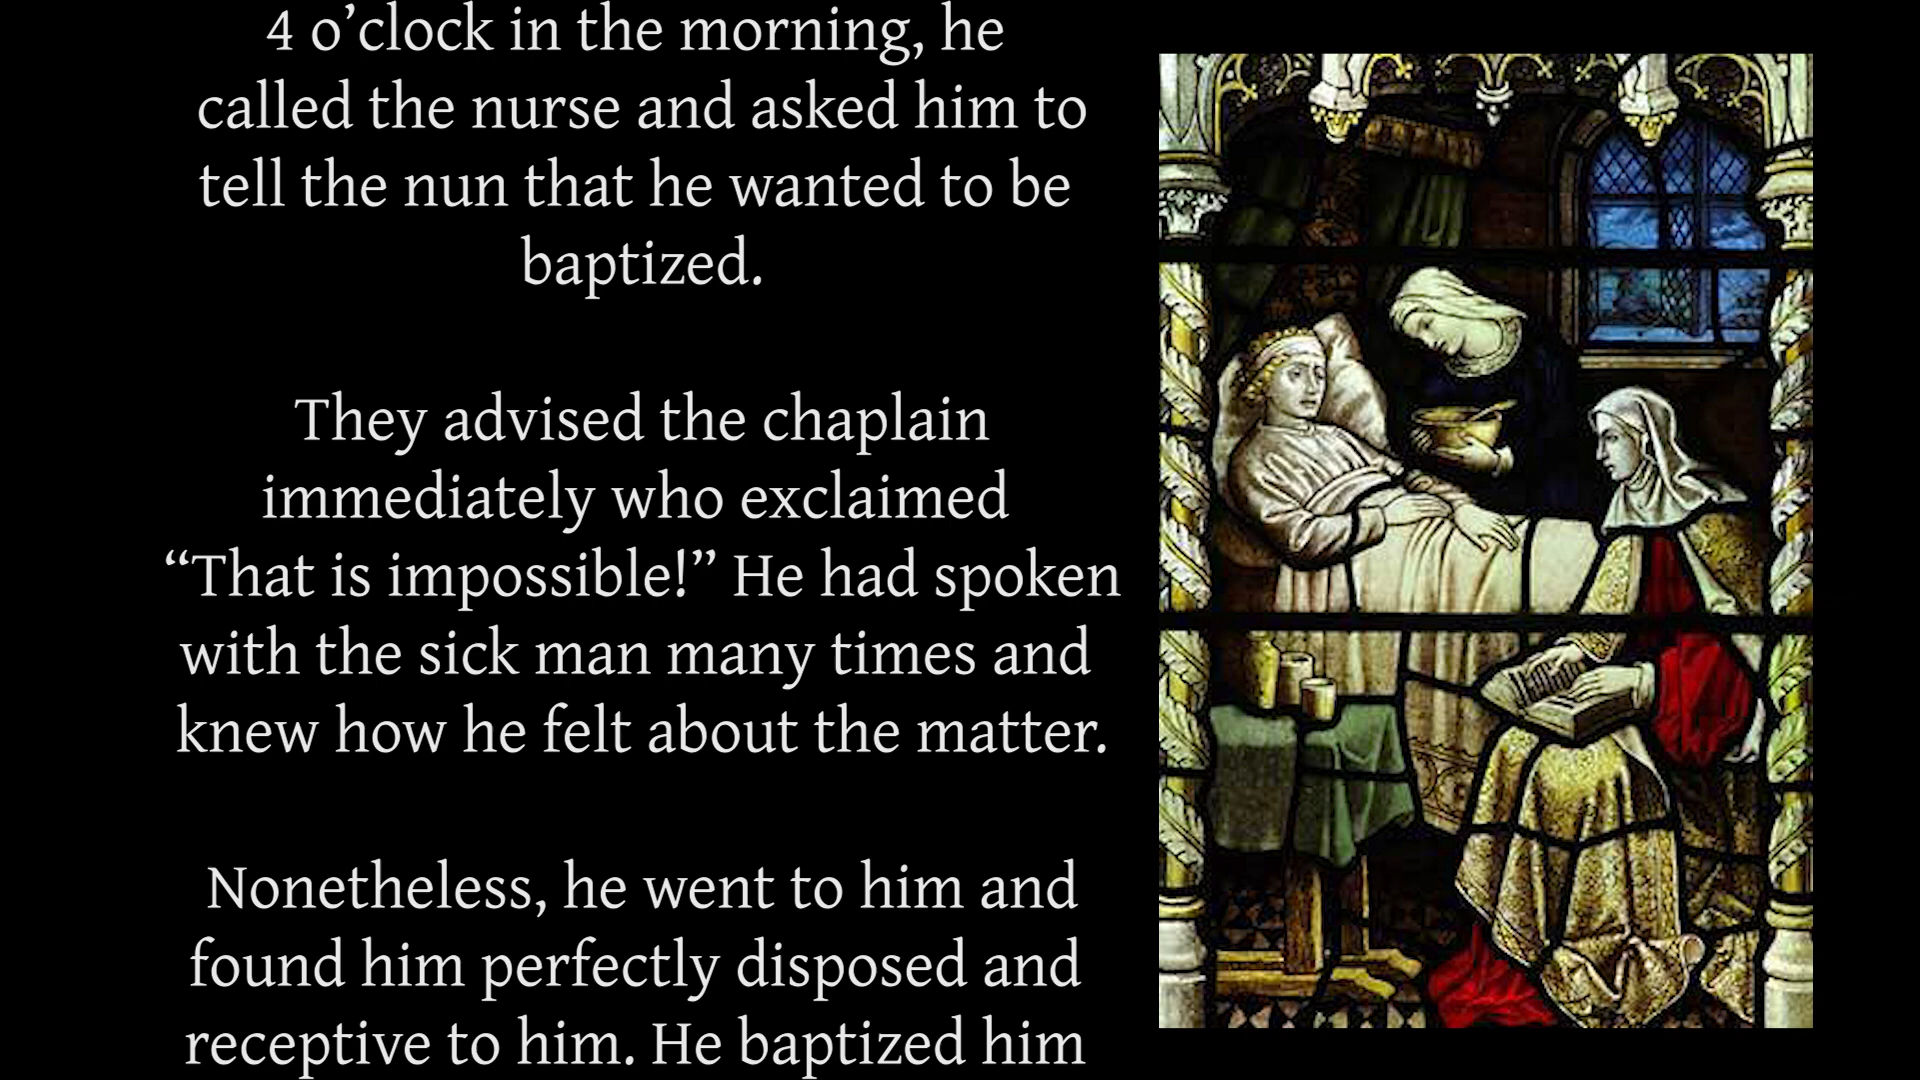 4 o’clock in the morning, he
called the nurse and asked him to
tell the nun that he wanted to be
baptized.
They advised the chaplain
immediately who exclaimed
“That is impossible!” He had spoken
with the sick man many times and
knew how he felt about the matter.
Nonetheless, he went to him and
found him perfectly disposed and
receptive to him. He baptized him